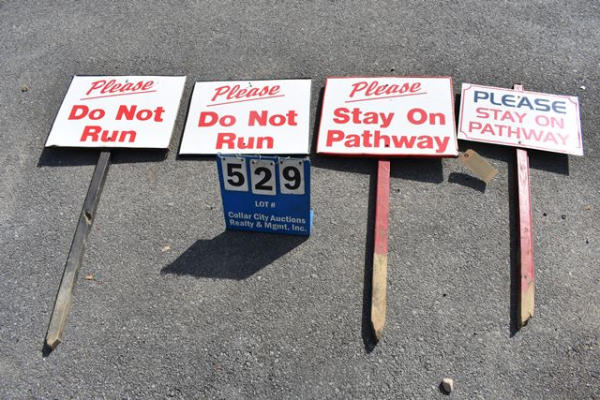 Please
Do Not
Run
Please
Do Not
Run
Please
Stay On
Pathway
PLEASE
STAY ON
PATHWAY
529
LOT #
Collar City Auctions
Realty & Mgmt. Inc.